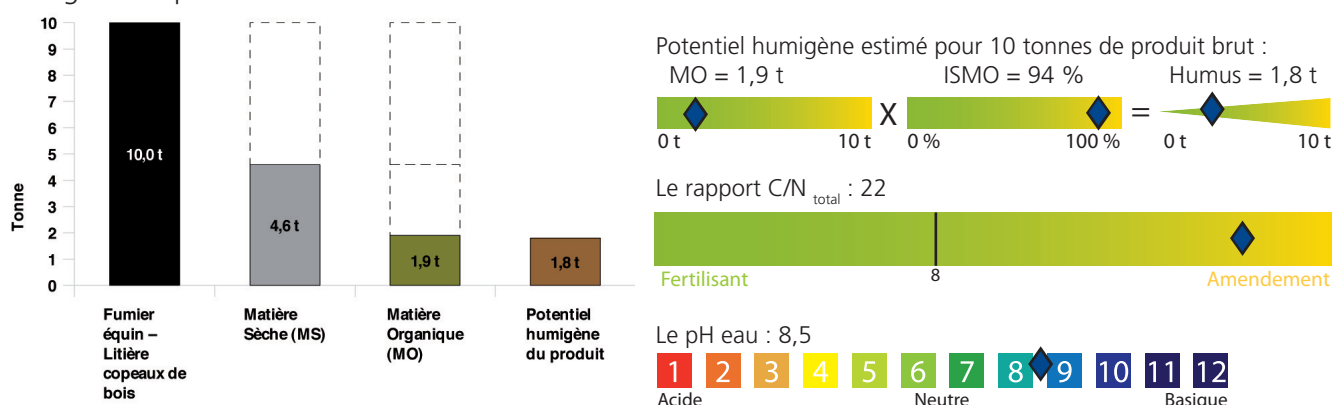 10
9
8
7
6
5
4
3
2
1
0
Tonne
10,0 t
4,6 t
1,9 t
1,8 t
Fumier
équin –
Litière
copeaux de
bois
Matière
Sèche (MS)
Matière
Organique
(MO)
Potentiel
humigène
du produit
Potentiel humigène estimé pour 10 tonnes de produit brut :
MO = 1,9 t ISMO = 94 % Humus = 1,8 t
X =
0 t 10 t 0 % 100 % 0 t 10 t
Le rapport C/N total : 22
8
Fertilisant Amendement
Le pH eau : 8,5
1 2 3 4 5 6 7 8 9 10 11 12
Acide Neutre Basique